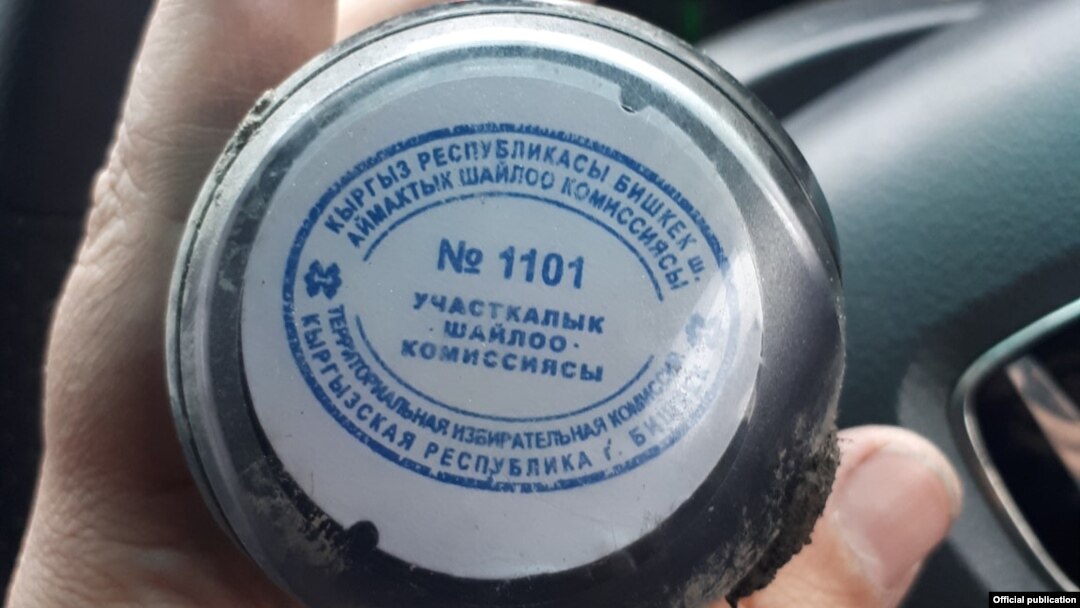 КЫРГЫЗ РЕСПУБЛИКАСЫ БИШКЕК Ш.
АЙМАКТЫК ШАЙЛОО КОМИССИЯСЫ
№ 1101
УЧАСТКАЛЫК
ШАЙЛОО
КОМИССИЯСЫ
ТЕРРИТОРИАЛЬНАЯ ИЗБИРАТЕЛЬНАЯ КОМИССИЯ
КЫРГЫЗСКАЯ РЕСПУБЛИКА Г. БИШКЕК
Official publication